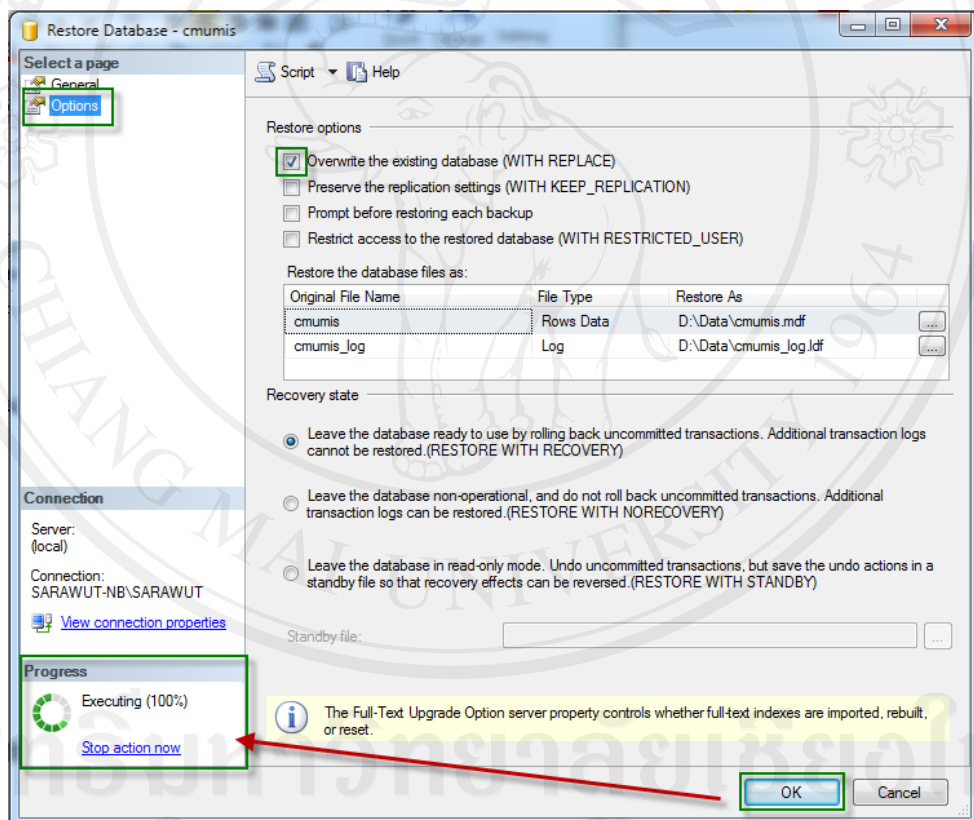 Restore Database - cmumis
Select a page
General
Options
Script
Help
Restore options
Overwrite the existing database (WITH REPLACE)
Preserve the replication settings (WITH KEEP_REPLICATION)
Prompt before restoring each backup
Restrict access to the restored database (WITH RESTRICTED_USER)
Restore the database files as:
Original File Name File Type Restore As
cmumis Rows Data D:\Data\cmumis.mdf ...
cmumis_log Log D:\Data\cmumis_log.ldf ...
Recovery state
Leave the database ready to use by rolling back uncommitted transactions. Additional transaction logs
cannot be restored.(RESTORE WITH RECOVERY)
Leave the database non-operational, and do not roll back uncommitted transactions. Additional
transaction logs can be restored.(RESTORE WITH NORECOVERY)
Leave the database in read-only mode. Undo uncommitted transactions, but save the undo actions in a
standby file so that recovery effects can be reversed.(RESTORE WITH STANDBY)
Standby file:
...
Connection
Server:
(local)
Connection:
SARAWUT-NB\SARAWUT
View connection properties
Progress
Executing (100%)
Stop action now
The Full-Text Upgrade Option server property controls whether full-text indexes are imported, rebuilt,
or reset.
OK
Cancel
CHIANG MAI UNIVERSITY 1964